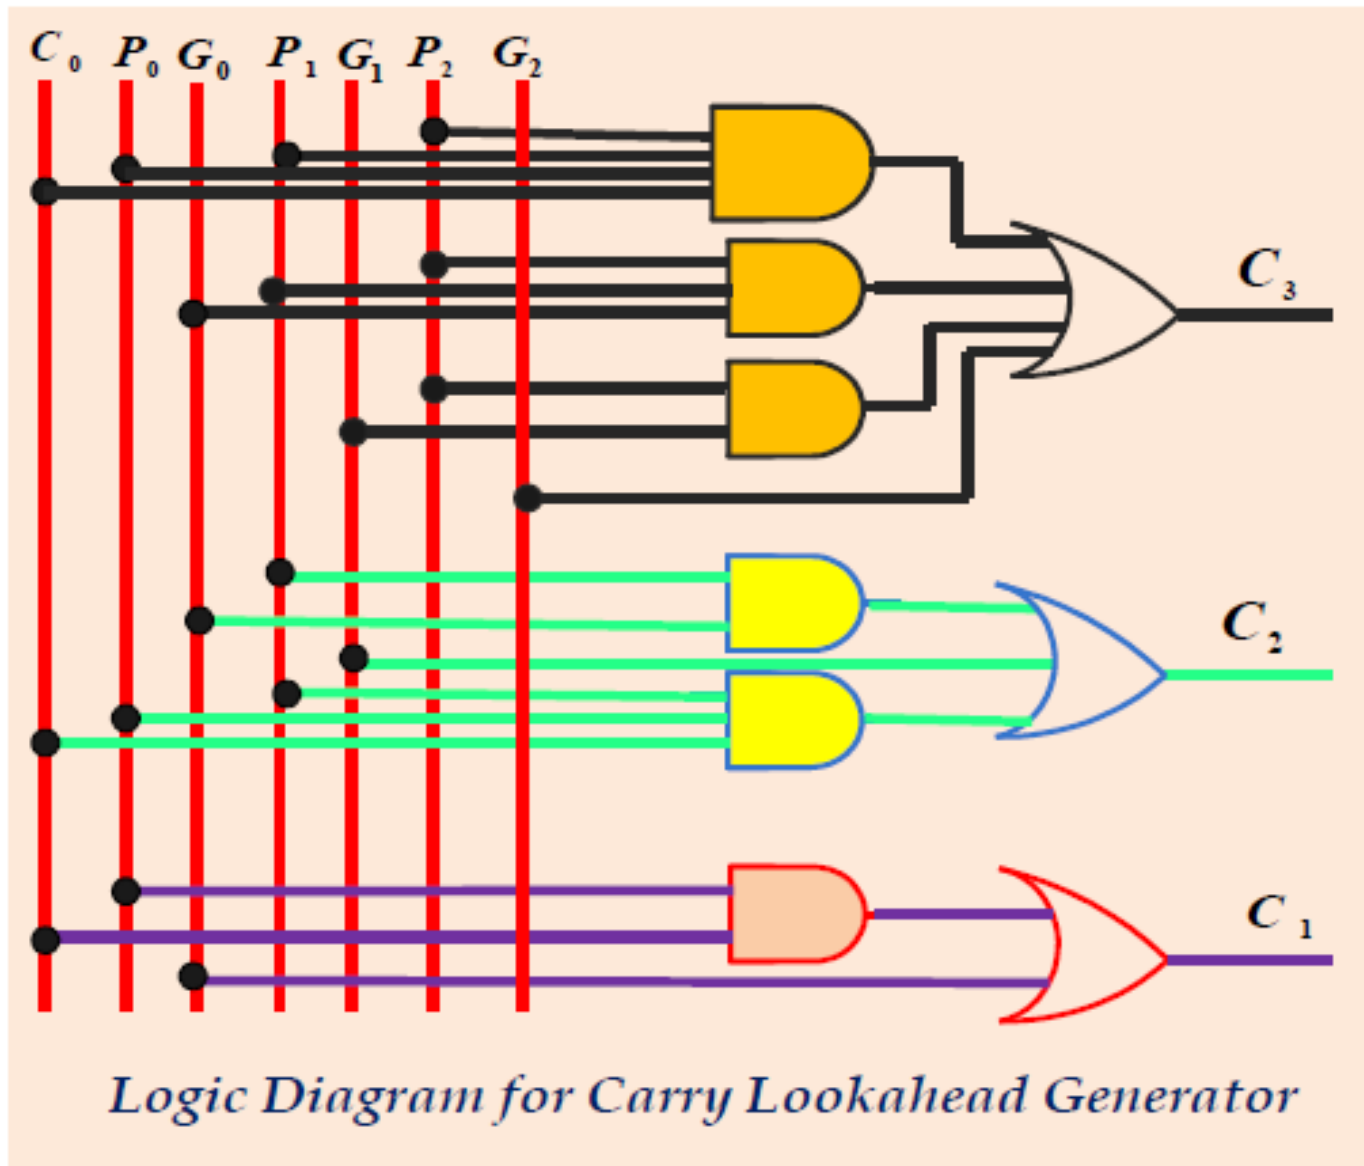 C₀ P₀ G₀ P₁ G₁ P₂ G₂
C₃
C₂
C₁
Logic Diagram for Carry Lookahead Generator